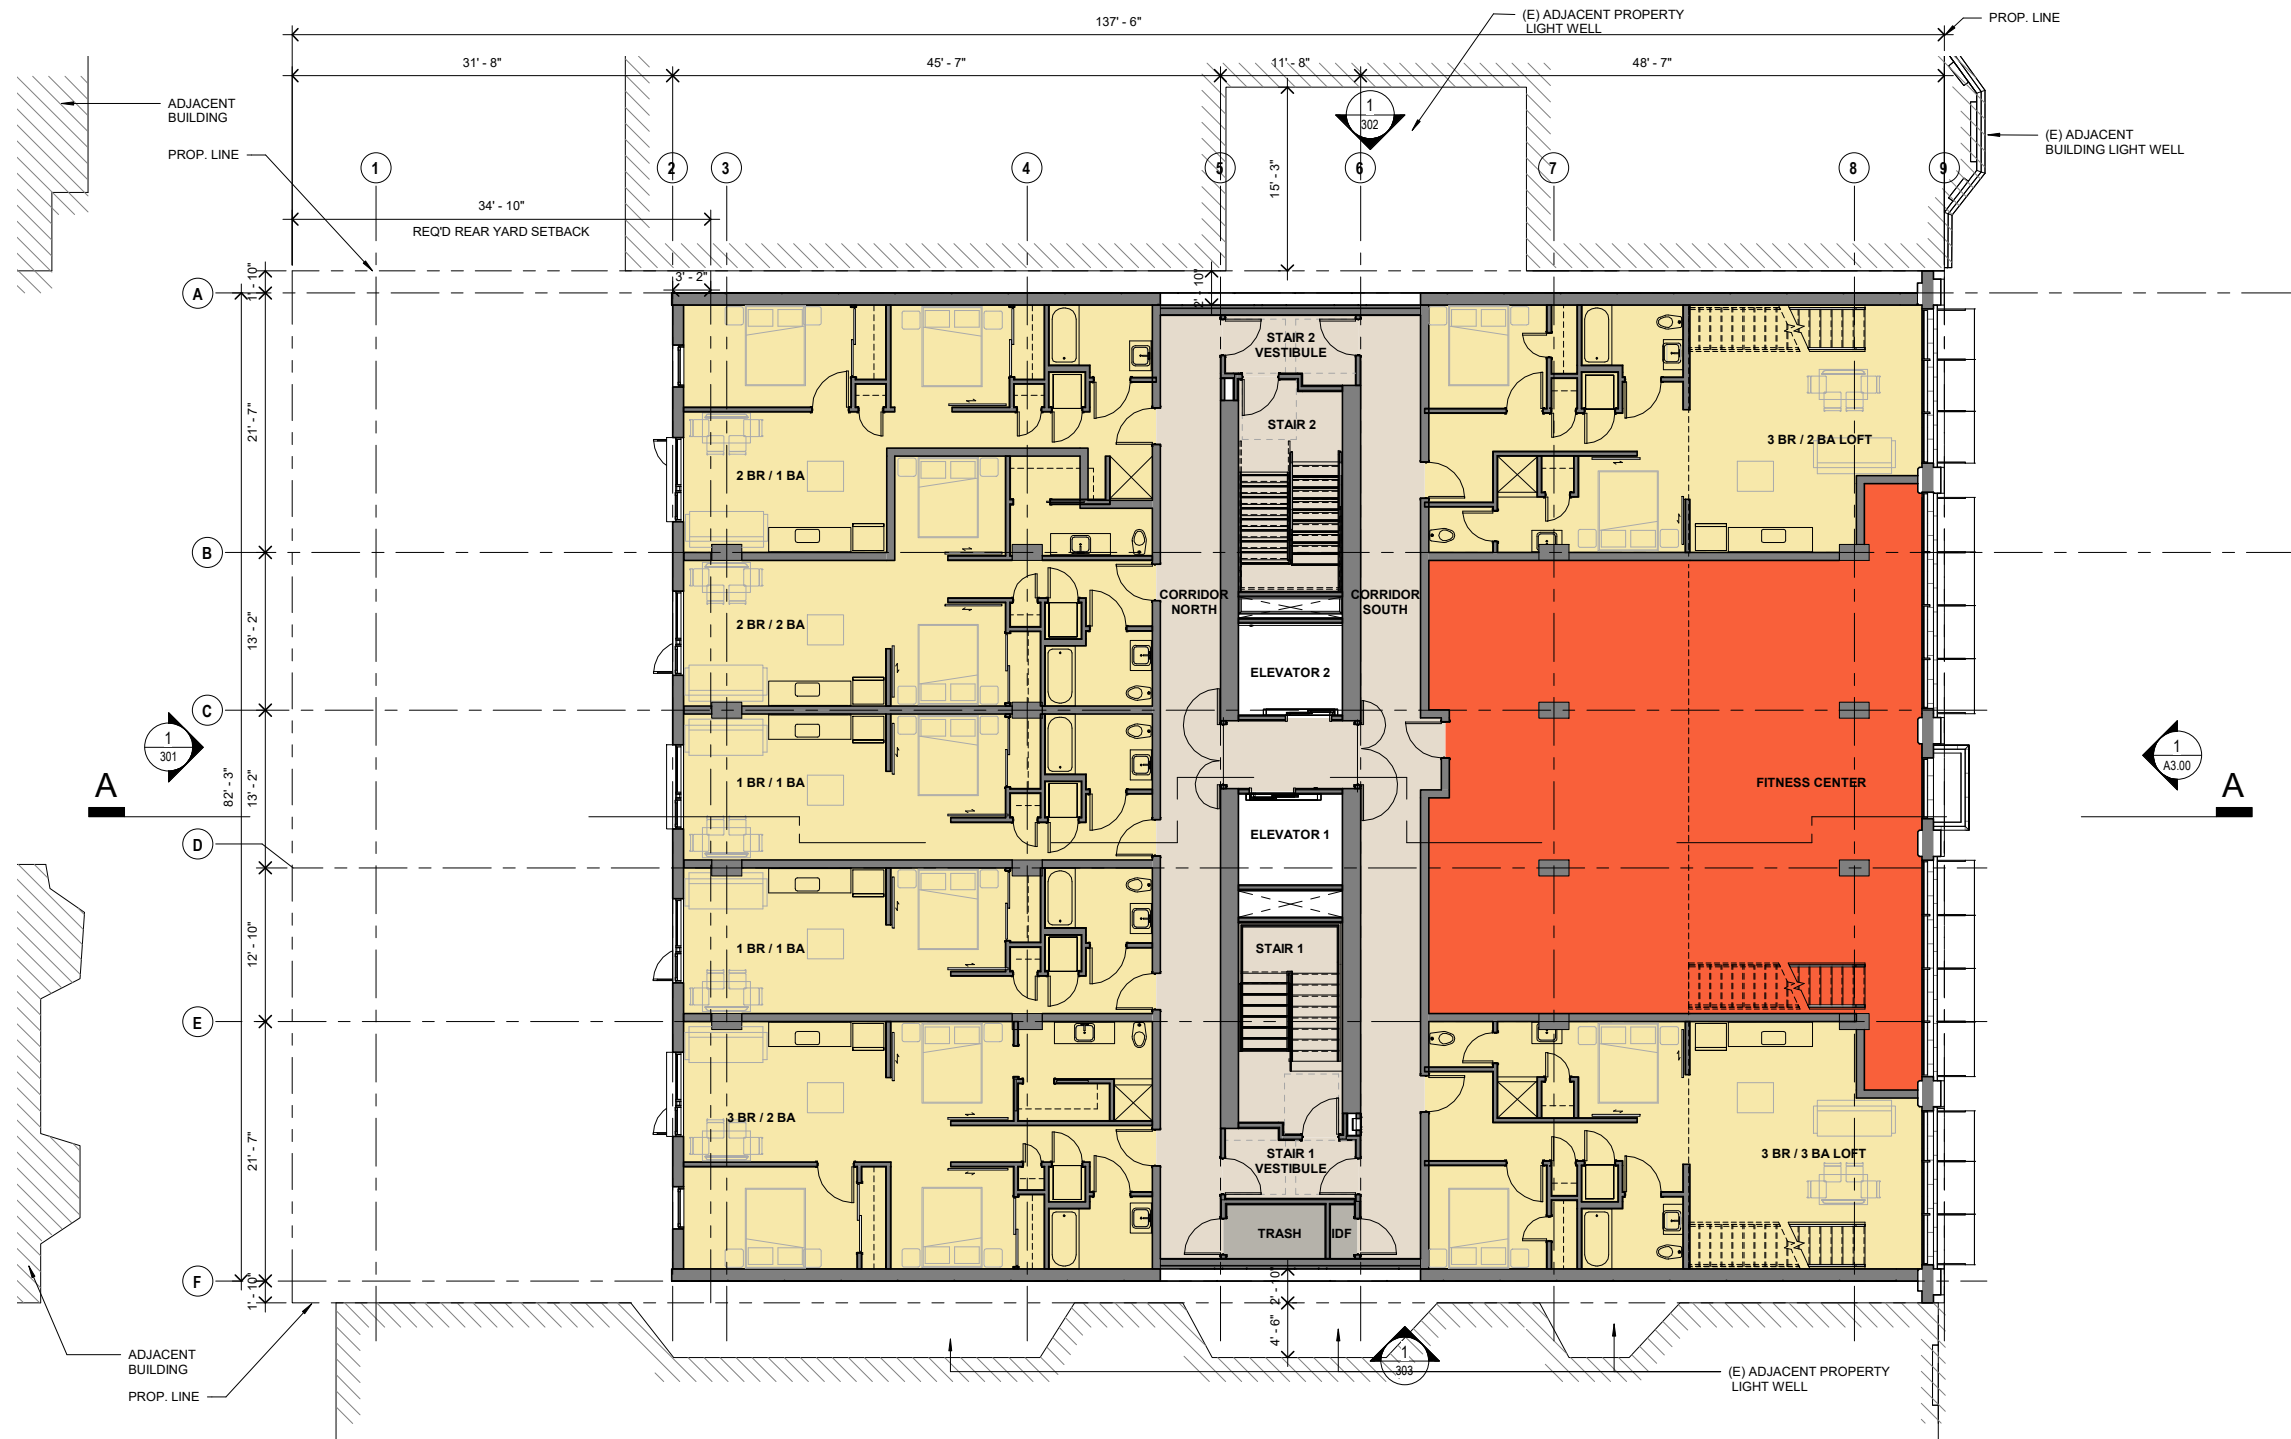 137' - 6"
(E) ADJACENT PROPERTY
LIGHT WELL
PROP. LINE
31' - 8"
45' - 7"
11' - 8"
48' - 7"
ADJACENT
BUILDING
1
302
(E) ADJACENT
BUILDING LIGHT WELL
PROP. LINE
1
2
3
4
5
6
7
8
9
15' - 3"
34' - 10"
REQ'D REAR YARD SETBACK
1' - 10"
3' - 2"
2' - 10"
A
STAIR 2
VESTIBULE
21' - 7"
STAIR 2
3 BR / 2 BA LOFT
2 BR / 1 BA
B
CORRIDOR
NORTH
CORRIDOR
SOUTH
13' - 2"
2 BR / 2 BA
ELEVATOR 2
C
1
301
1
A3.00
82' - 3"
13' - 2"
A
1 BR / 1 BA
FITNESS CENTER
A
ELEVATOR 1
D
12' - 10"
1 BR / 1 BA
STAIR 1
E
21' - 7"
3 BR / 2 BA
STAIR 1
VESTIBULE
3 BR / 3 BA LOFT
TRASH
IDF
F
1' - 10"
2' - 10"
4' - 6"
1
303
ADJACENT
BUILDING
PROP. LINE
(E) ADJACENT PROPERTY
LIGHT WELL